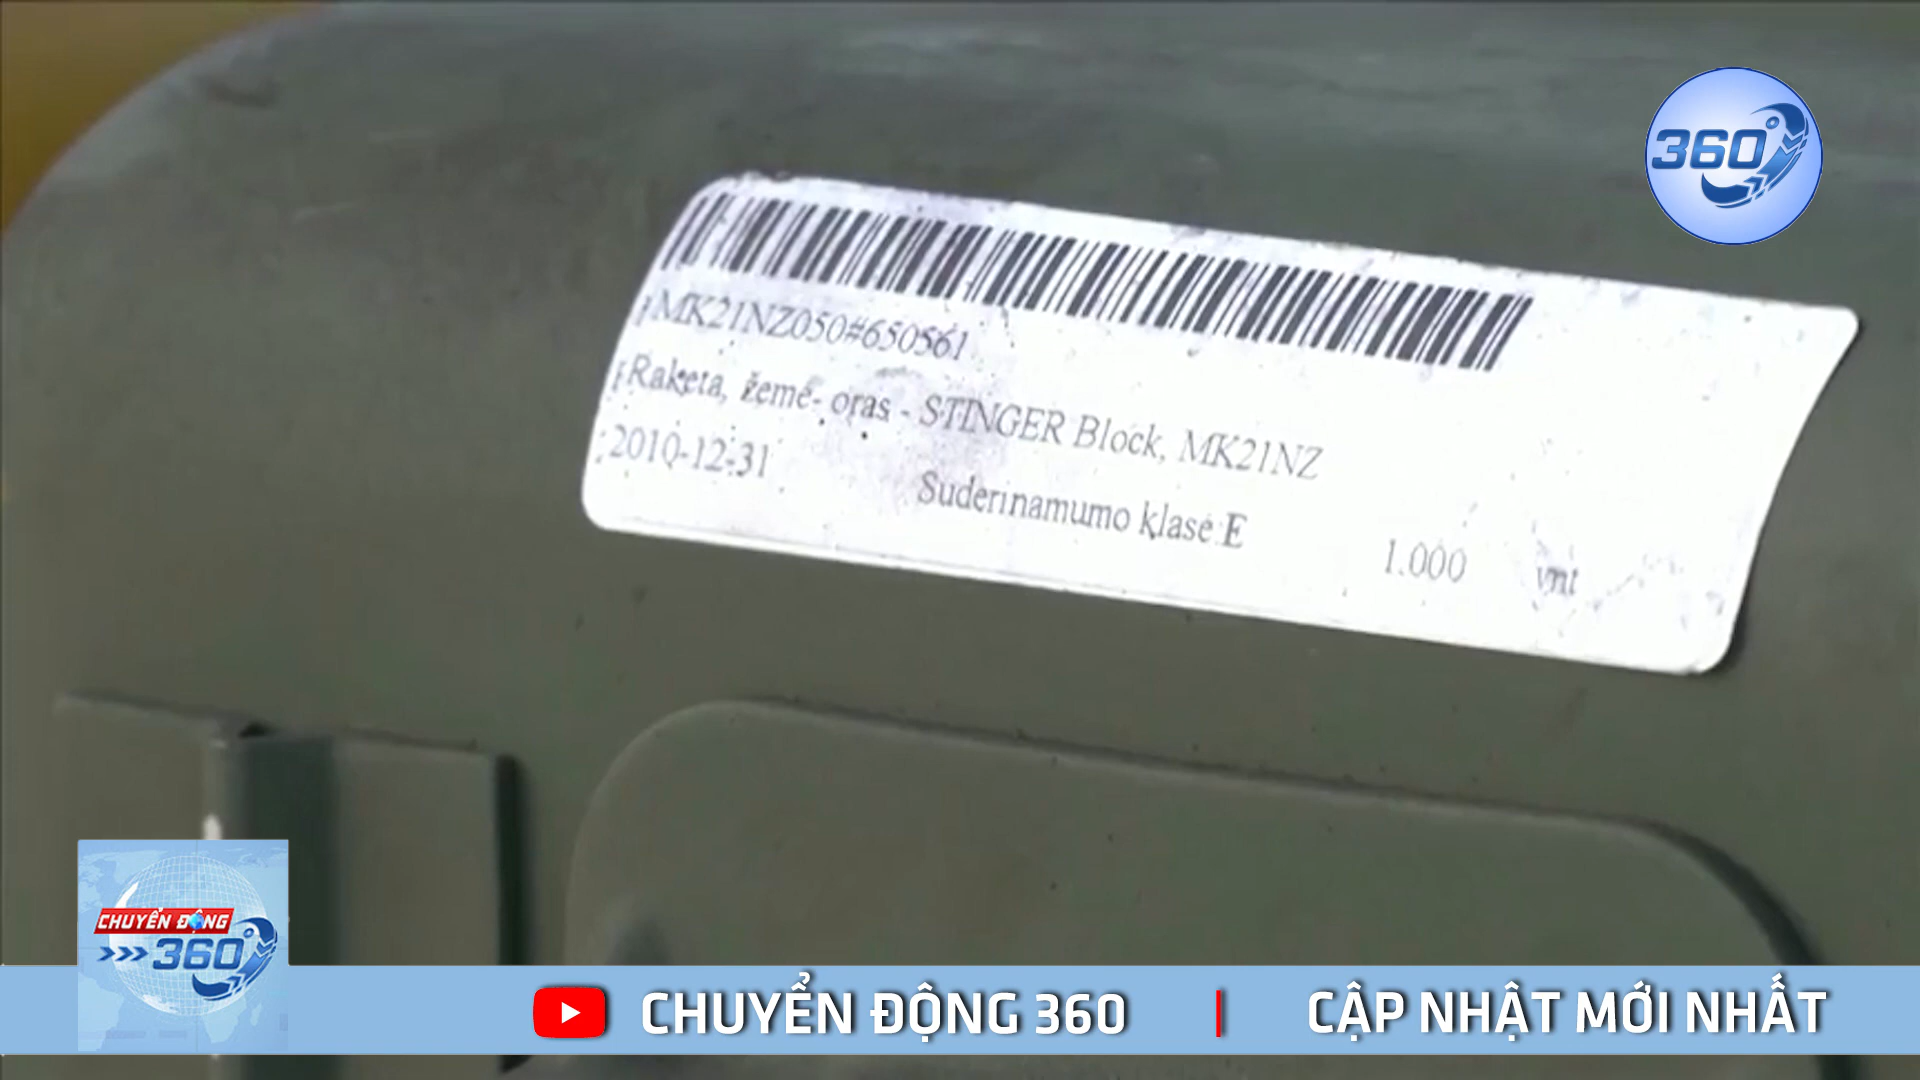 360°
MK21NZ050#650561
Raketa, žemė- oras - STINGER Block, MK21NZ
2010-12-31
Suderinamumo klasė: E
1.000 vnt
CHUYỂN ĐỘNG
360°
CHUYỂN ĐỘNG 360 | CẬP NHẬT MỚI NHẤT